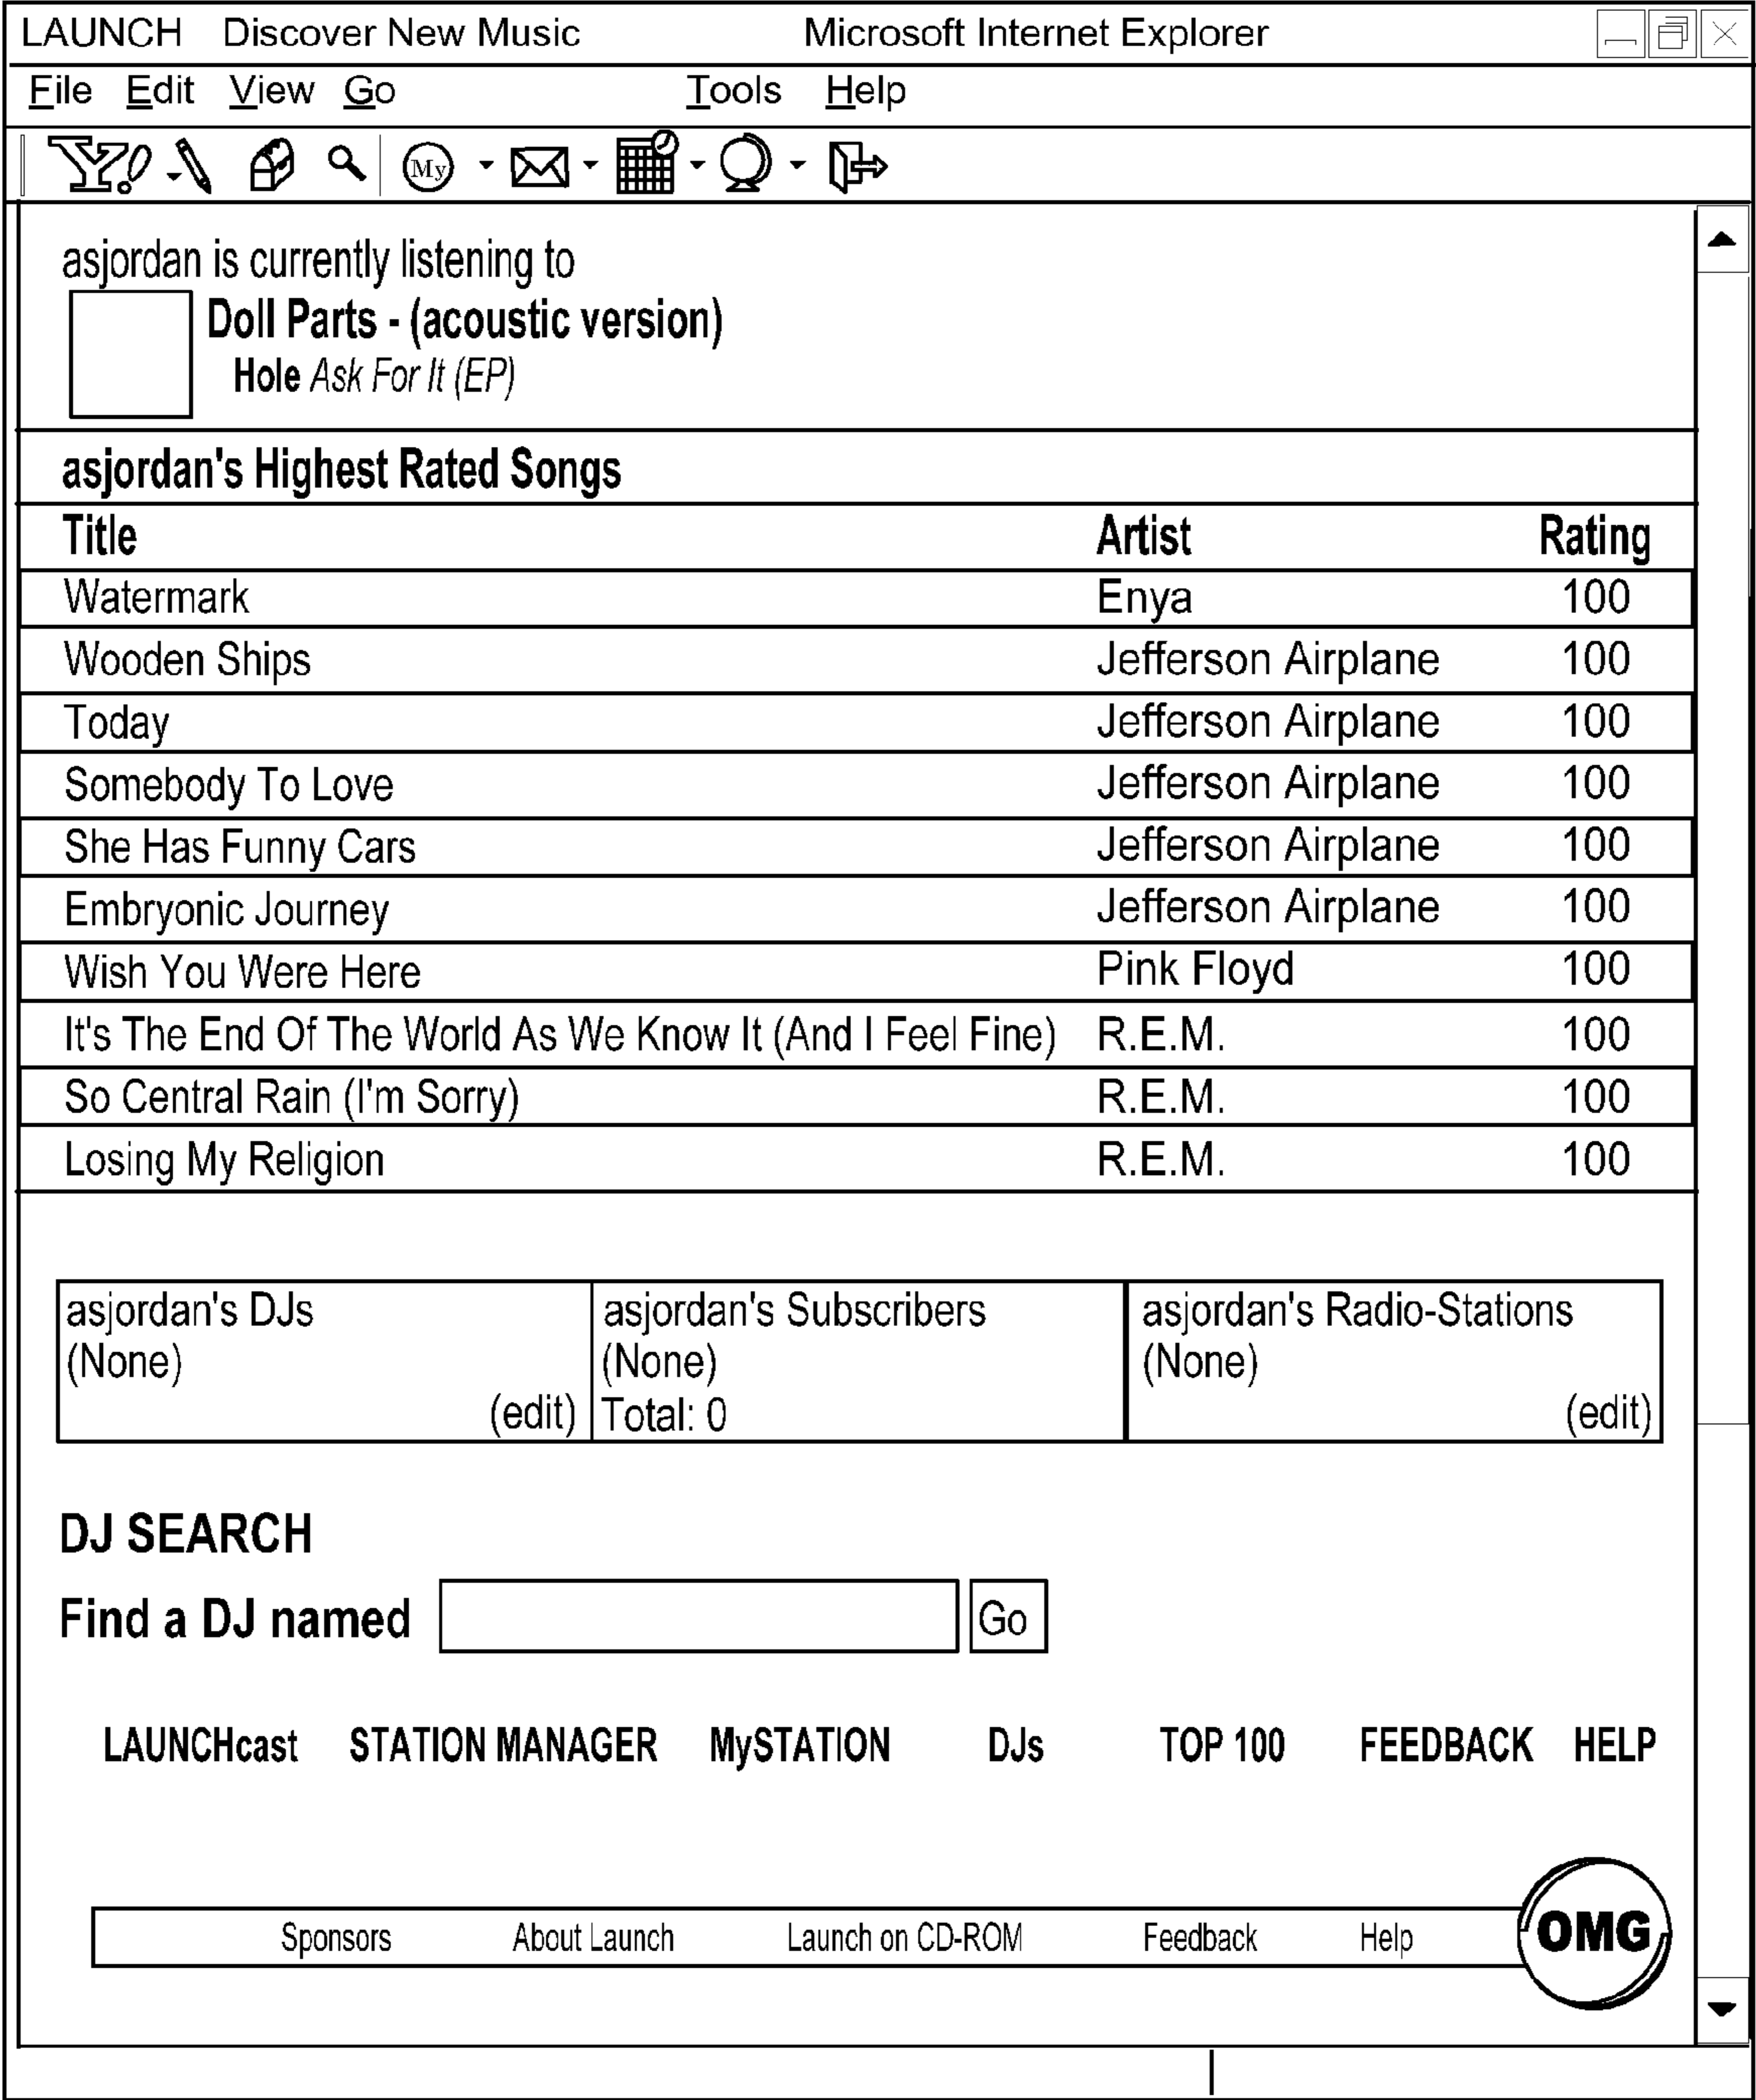 LAUNCH Discover New Music Microsoft Internet Explorer
File Edit View Go Tools Help
Y! My
asjordan is currently listening to
Doll Parts - (acoustic version)
Hole Ask For It (EP)
asjordan's Highest Rated Songs
Title Artist Rating
Watermark Enya 100
Wooden Ships Jefferson Airplane 100
Today Jefferson Airplane 100
Somebody To Love Jefferson Airplane 100
She Has Funny Cars Jefferson Airplane 100
Embryonic Journey Jefferson Airplane 100
Wish You Were Here Pink Floyd 100
It's The End Of The World As We Know It (And I Feel Fine) R.E.M. 100
So Central Rain (I'm Sorry) R.E.M. 100
Losing My Religion R.E.M. 100
asjordan's DJs
(None)
(edit)
asjordan's Subscribers
(None)
Total: 0
asjordan's Radio-Stations
(None)
(edit)
DJ SEARCH
Find a DJ named Go
LAUNCHcast STATION MANAGER MySTATION DJs TOP 100 FEEDBACK HELP
Sponsors About Launch Launch on CD-ROM Feedback Help OMG